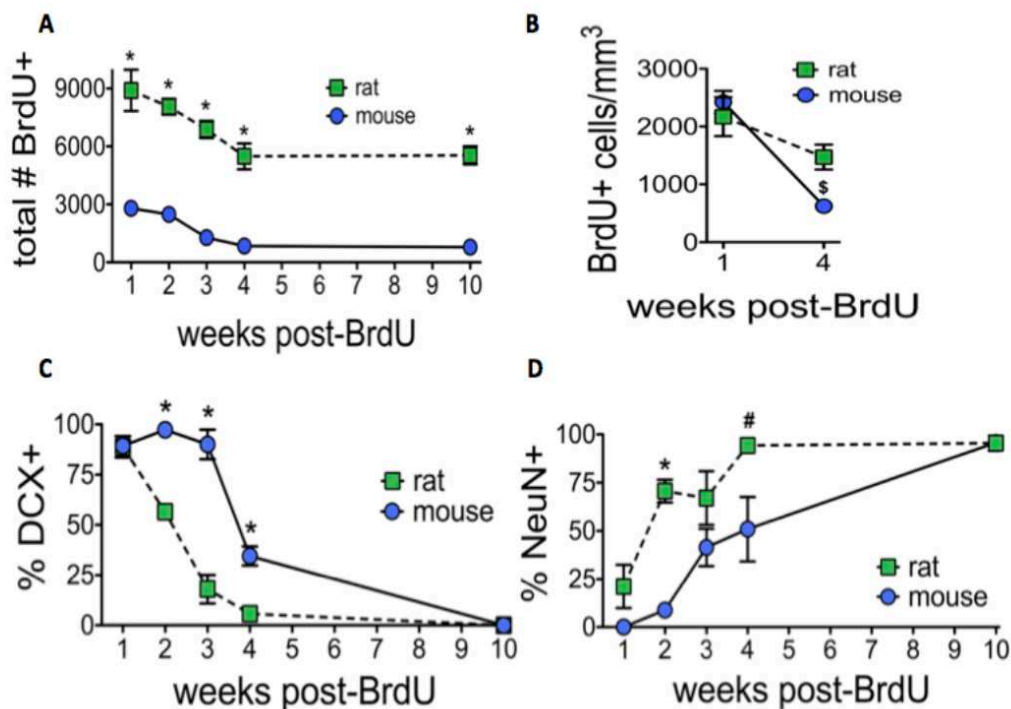 A
total # BrdU+
9000
6000
3000
0
* * * * *
rat
mouse
1 2 3 4 5 6 7 8 9 10
weeks post-BrdU
B
BrdU+ cells/mm³
3000
2000
1000
0
rat
mouse
$
$
1 4
weeks post-BrdU
C
% DCX+
100
75
50
25
0
* * *
rat
mouse
1 2 3 4 5 6 7 8 9 10
weeks post-BrdU
D
% NeuN+
100
75
50
25
0
* #
rat
mouse
1 2 3 4 5 6 7 8 9 10
weeks post-BrdU